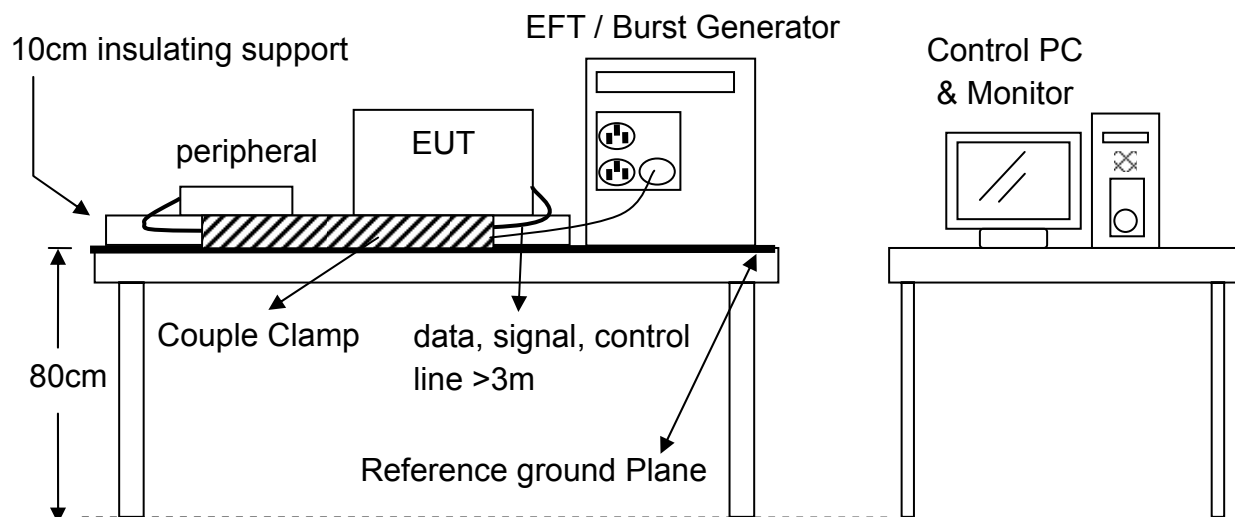 EFT / Burst Generator
10cm insulating support
Control PC
& Monitor
peripheral
EUT
Couple Clamp
data, signal, control
line >3m
80cm
Reference ground Plane